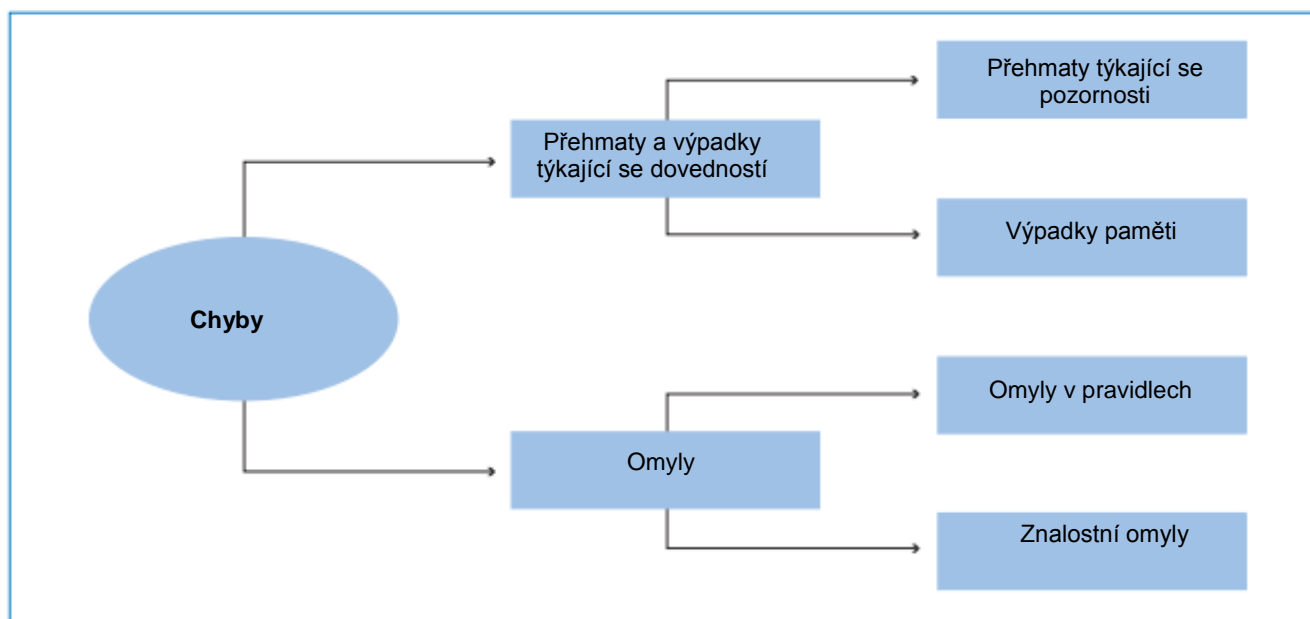 Přehmaty týkající se
pozornosti
Přehmaty a výpadky
týkající se dovedností
Výpadky paměti
Chyby
Omyly v pravidlech
Omyly
Znalostní omyly